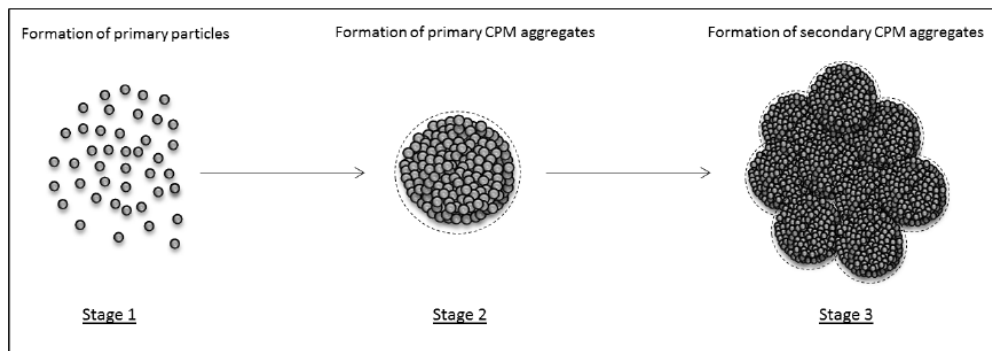 Formation of primary particles
Formation of primary CPM aggregates
Formation of secondary CPM aggregates
Stage 1
Stage 2
Stage 3